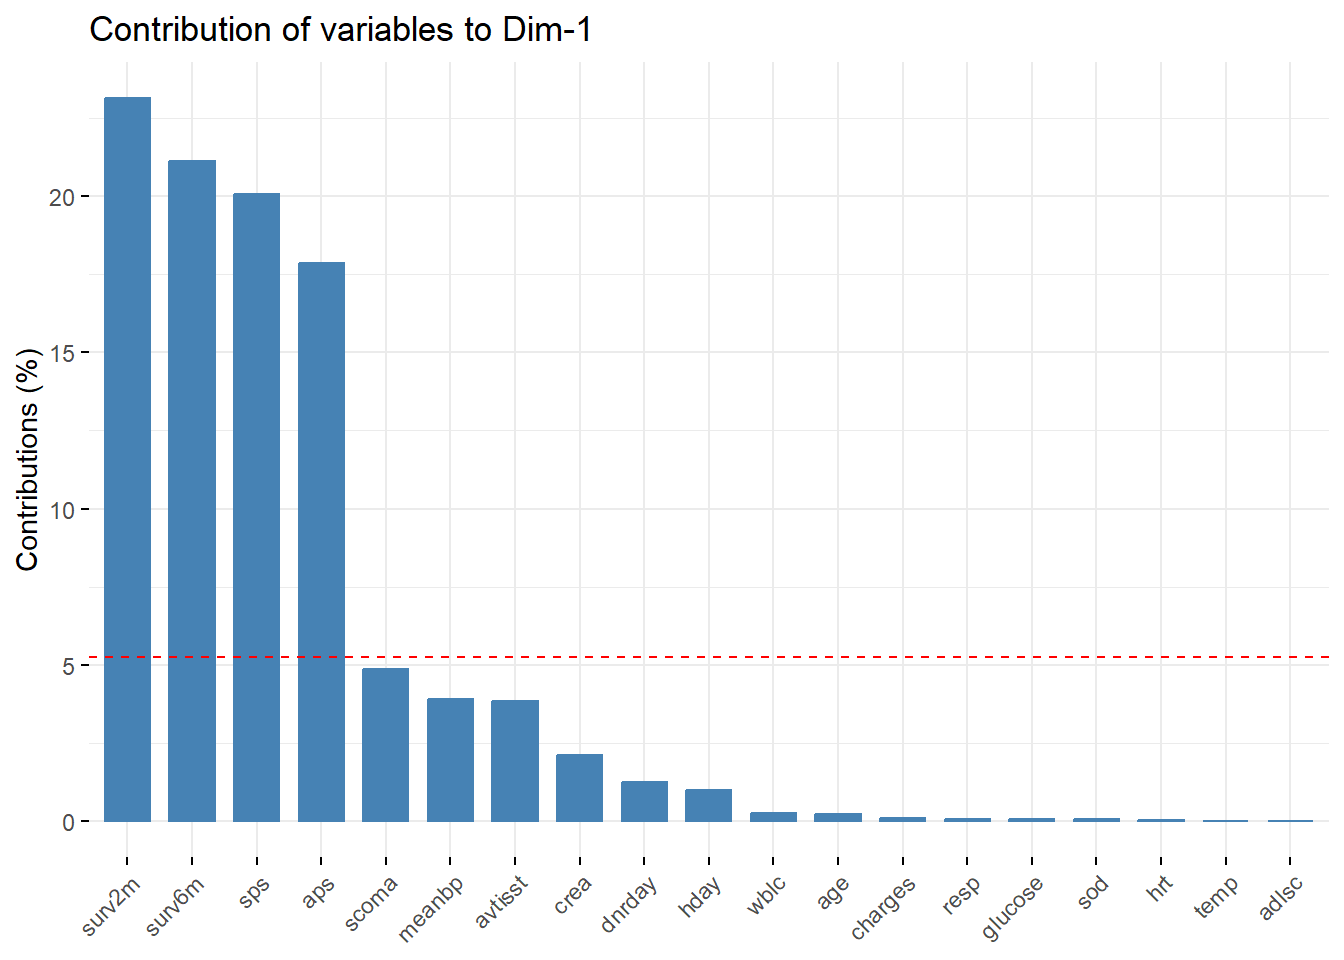 Contribution of variables to Dim-1
Contributions (%)
20
15
10
5
0
surv2m
surv6m
sps
aps
scoma
meanbp
avtisst
crea
dnrday
hday
wblc
age
charges
resp
glucose
sod
hrt
temp
adlsc